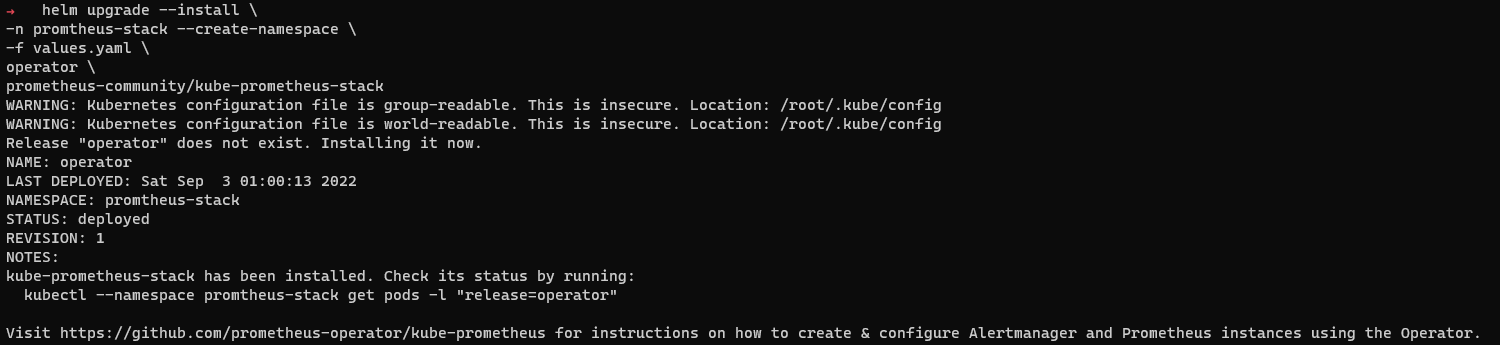 →   helm upgrade --install \
-n promtheus-stack --create-namespace \
-f values.yaml \
operator \
prometheus-community/kube-prometheus-stack
WARNING: Kubernetes configuration file is group-readable. This is insecure. Location: /root/.kube/config
WARNING: Kubernetes configuration file is world-readable. This is insecure. Location: /root/.kube/config
Release "operator" does not exist. Installing it now.
NAME: operator
LAST DEPLOYED: Sat Sep  3 01:00:13 2022
NAMESPACE: promtheus-stack
STATUS: deployed
REVISION: 1
NOTES:
kube-prometheus-stack has been installed. Check its status by running:
  kubectl --namespace promtheus-stack get pods -l "release=operator"

Visit https://github.com/prometheus-operator/kube-prometheus for instructions on how to create & configure Alertmanager and Prometheus instances using the Operator.